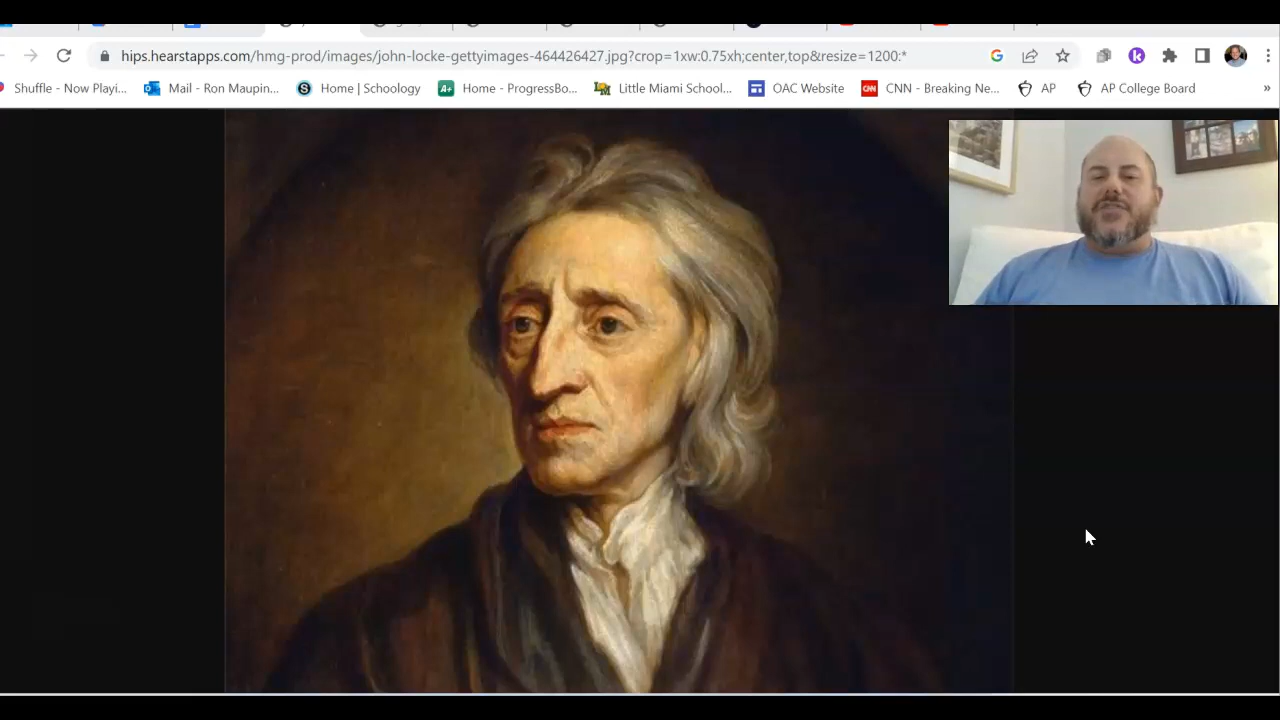 hips.hearstapps.com/hmg-prod/images/john-locke-gettyimages-464426427.jpg?crop=1xw:0.75xh;center,top&resize=1200:*
Shuffle - Now Playi... Mail - Ron Maupin... Home | Schoology A+ Home - ProgressBo... Little Miami School... OAC Website CNN CNN - Breaking Ne... AP AP College Board »